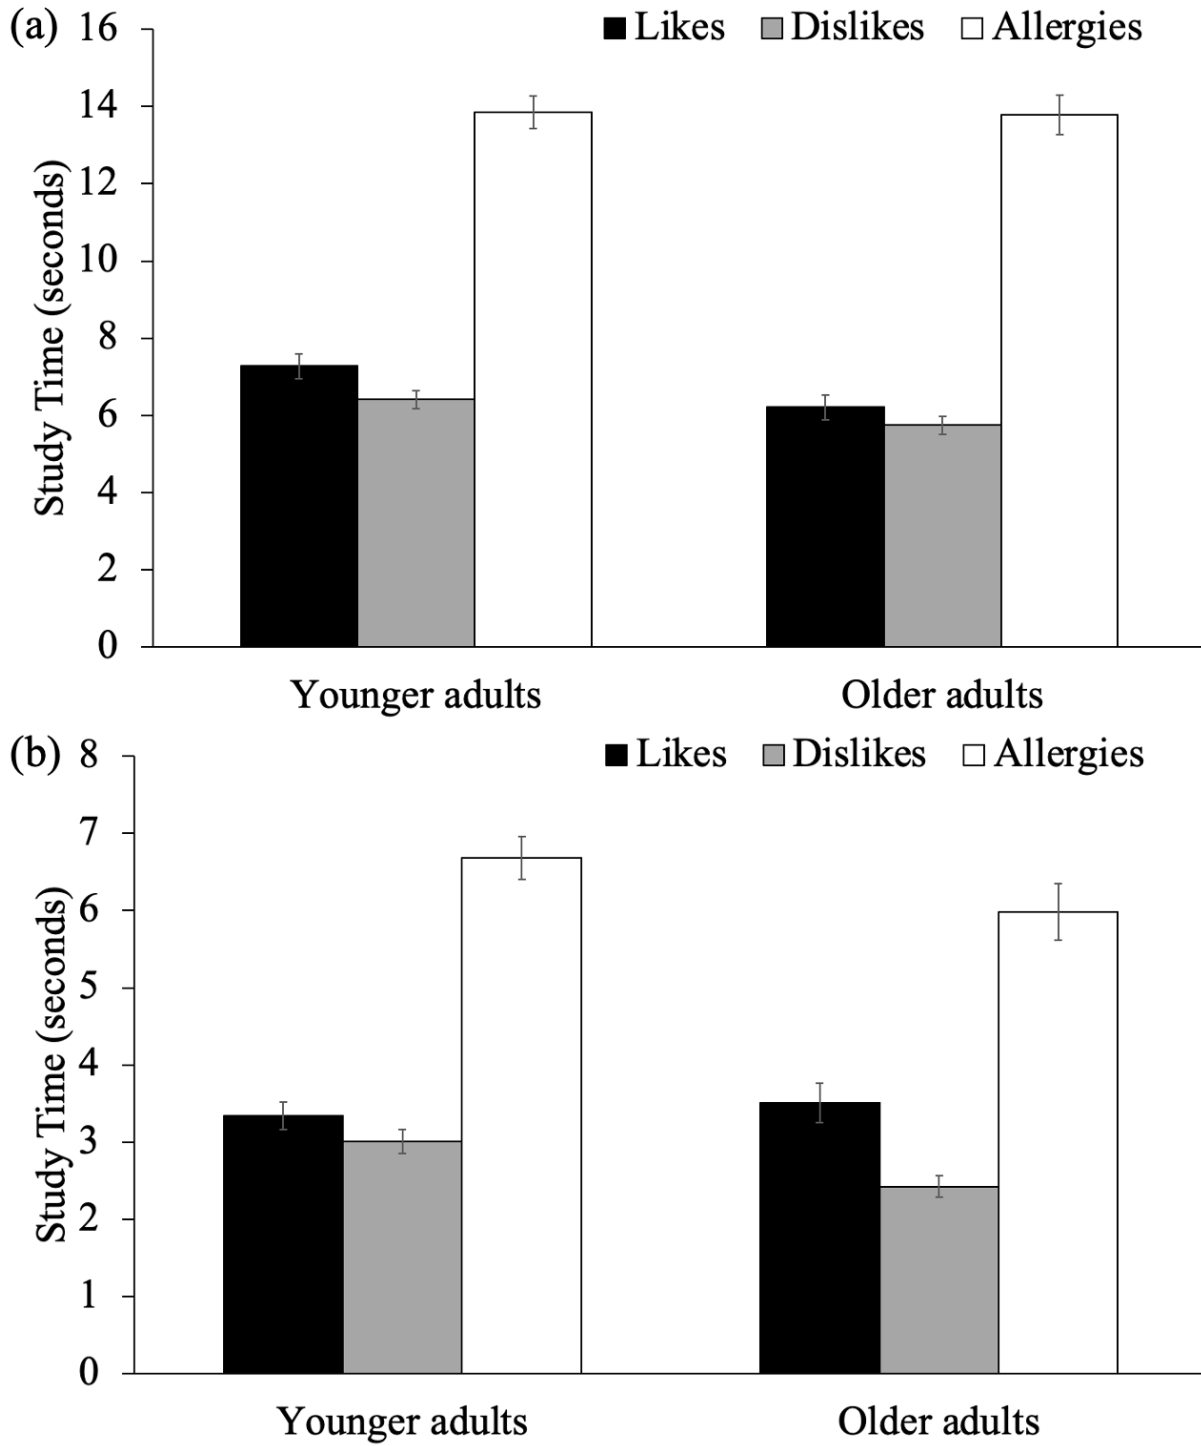 (a)
Likes Dislikes Allergies
16
14
12
10
8
6
4
2
0
Study Time (seconds)
Younger adults Older adults
(b)
Likes Dislikes Allergies
8
7
6
5
4
3
2
1
0
Study Time (seconds)
Younger adults Older adults